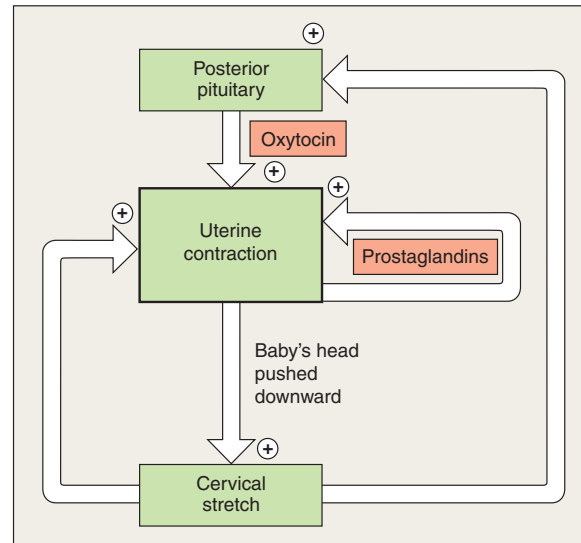 +
Posterior
pituitary
Oxytocin
+
+
+
Uterine
contraction
Prostaglandins
Baby's head
pushed
downward
+
Cervical
stretch